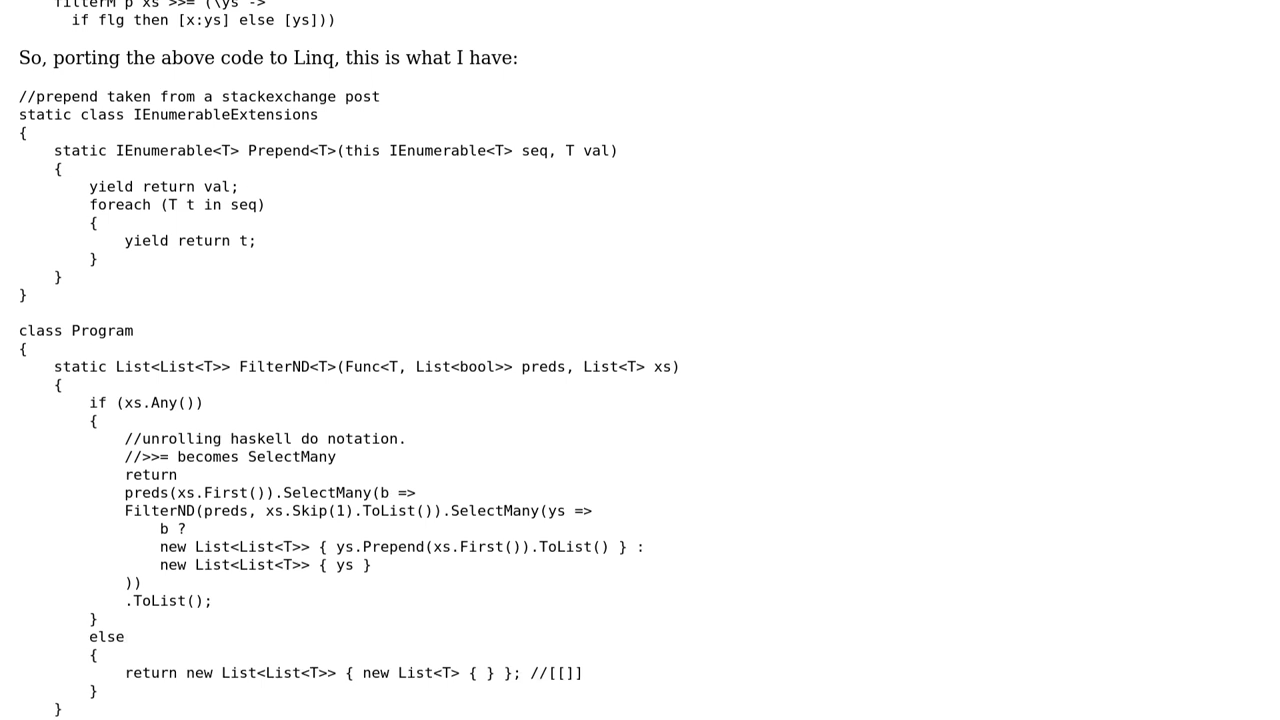 filterM p xs >>= (\ys ->
if flg then [x:ys] else [ys]))
So, porting the above code to Linq, this is what I have:
//prepend taken from a stackexchange post
static class IEnumerableExtensions
{
    static IEnumerable<T> Prepend<T>(this IEnumerable<T> seq, T val)
    {
        yield return val;
        foreach (T t in seq)
        {
            yield return t;
        }
    }
}
class Program
{
    static List<List<T>> FilterND<T>(Func<T, List<bool>> preds, List<T> xs)
    {
        if (xs.Any())
        {
            //unrolling haskell do notation.
            //>>= becomes SelectMany
            return
            preds(xs.First()).SelectMany(b =>
            FilterND(preds, xs.Skip(1).ToList()).SelectMany(ys =>
                b ?
                new List<List<T>> { ys.Prepend(xs.First()).ToList() } :
                new List<List<T>> { ys }
            ))
            .ToList();
        }
        else
        {
            return new List<List<T>> { new List<T> { } }; //[[]]
        }
    }